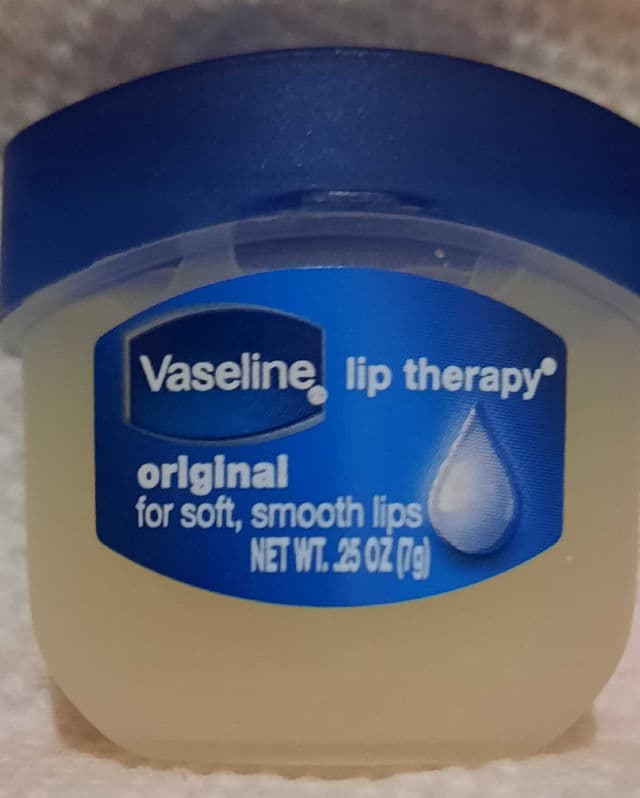 Vaseline® lip therapy®
original
for soft, smooth lips
NET WT. .25 OZ (7g)